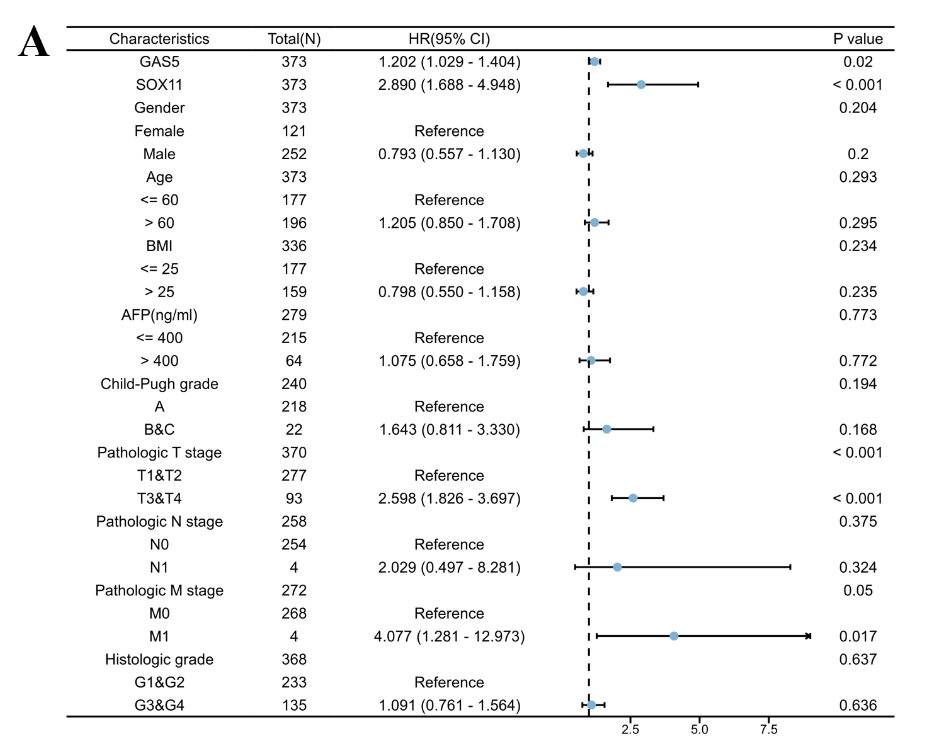 A
Characteristics Total(N) HR(95% CI) P value
GAS5 373 1.202 (1.029 - 1.404) 0.02
SOX11 373 2.890 (1.688 - 4.948) < 0.001
Gender 373 0.204
Female 121 Reference
Male 252 0.793 (0.557 - 1.130) 0.2
Age 373 0.293
<= 60 177 Reference
> 60 196 1.205 (0.850 - 1.708) 0.295
BMI 336 0.234
<= 25 177 Reference
> 25 159 0.798 (0.550 - 1.158) 0.235
AFP(ng/ml) 279 0.773
<= 400 215 Reference
> 400 64 1.075 (0.658 - 1.759) 0.772
Child-Pugh grade 240 0.194
A 218 Reference
B&C 22 1.643 (0.811 - 3.330) 0.168
Pathologic T stage 370 < 0.001
T1&T2 277 Reference
T3&T4 93 2.598 (1.826 - 3.697) < 0.001
Pathologic N stage 258 0.375
N0 254 Reference
N1 4 2.029 (0.497 - 8.281) 0.324
Pathologic M stage 272 0.05
M0 268 Reference
M1 4 4.077 (1.281 - 12.973) 0.017
Histologic grade 368 0.637
G1&G2 233 Reference
G3&G4 135 1.091 (0.761 - 1.564) 0.636
2.5 5.0 7.5